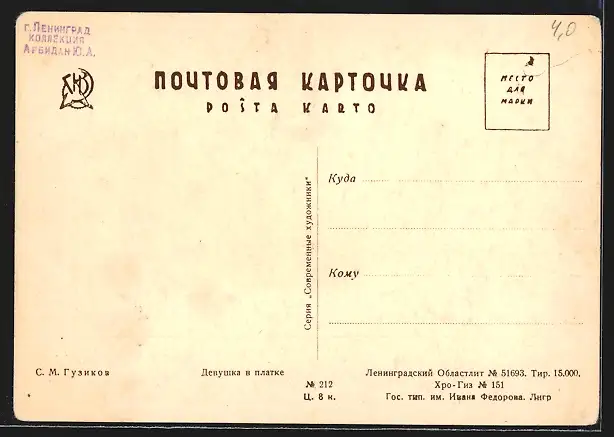 г. Ленинград
коллекция
Арбидан Ю.А.
4,0
ПОЧТОВАЯ КАРТОЧКА
POŜTA KARTO
МЕСТО
ДЛЯ
МАРКИ
Куда
Кому
Серия „Современные художники“
С. М. Гузиков
Девушка в платке
№ 212
Ц. 8 к.
Ленинградский Областлит № 51693. Тир. 15.000.
Хро-Гиз № 151
Гос. тип. им. Ивана Федорова. Лнгр